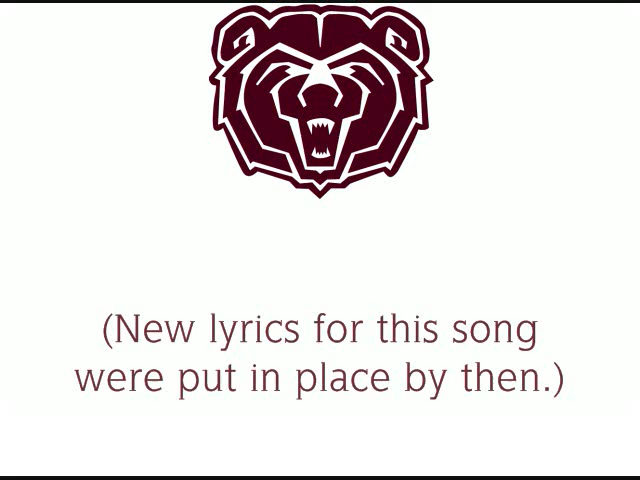 (New lyrics for this song
were put in place by then.)